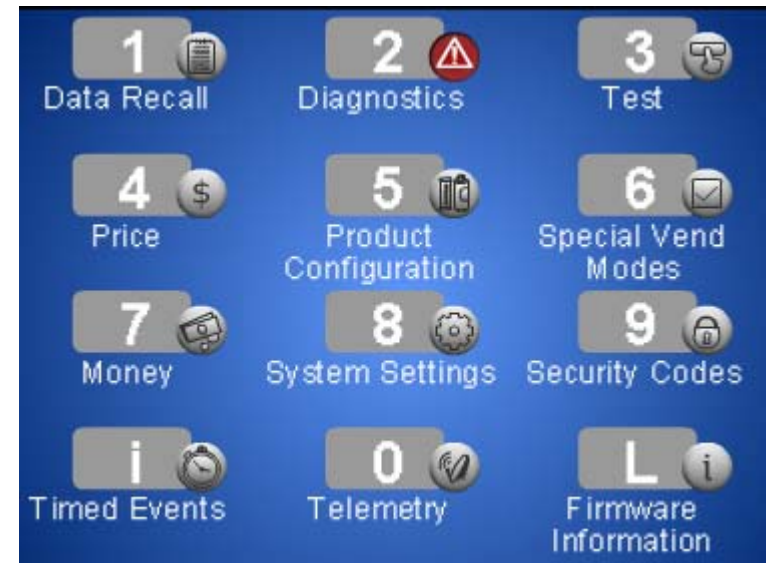 1 2 3
Data Recall Diagnostics Test
4 $ 5 6
Price Product Special Vend
Configuration Modes
7 8 9
Money System Settings Security Codes
i 0 L i
Timed Events Telemetry Firmware
Information